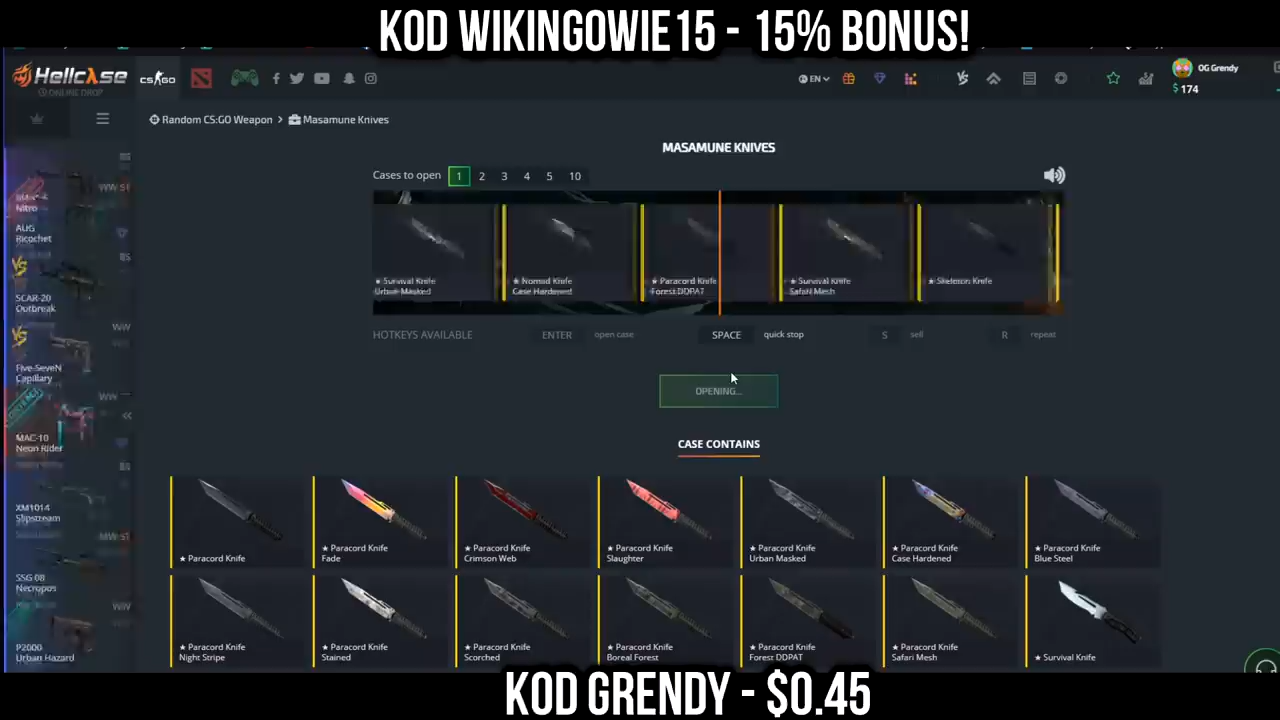 KOD WIKINGOWIE15 - 15% BONUS!
Hellcase
ONLINE DROP
CS:GO
EN
OG Grendy
$ 174
Random CS:GO Weapon > Masamune Knives
MASAMUNE KNIVES
Cases to open 1 2 3 4 5 10
★ Survival Knife
Urban Masked
★ Nomad Knife
Case Hardened
★ Paracord Knife
Forest DDPAT
★ Survival Knife
Safari Mesh
★ Skeleton Knife
HOTKEYS AVAILABLE ENTER open case SPACE quick stop S sell R repeat
OPENING...
CASE CONTAINS
★ Paracord Knife
★ Paracord Knife
Fade
★ Paracord Knife
Crimson Web
★ Paracord Knife
Slaughter
★ Paracord Knife
Urban Masked
★ Paracord Knife
Case Hardened
★ Paracord Knife
Blue Steel
★ Paracord Knife
Night Stripe
★ Paracord Knife
Stained
★ Paracord Knife
Scorched
★ Paracord Knife
Boreal Forest
★ Paracord Knife
Forest DDPAT
★ Paracord Knife
Safari Mesh
★ Survival Knife
Nitro
AUG
Ricochet
SCAR-20
Outbreak
Five-SeveN
Capillary
MAC-10
Neon Rider
XM1014
Slipstream
SSG 08
Necropos
P2000
Urban Hazard
KOD GRENDY - $0.45